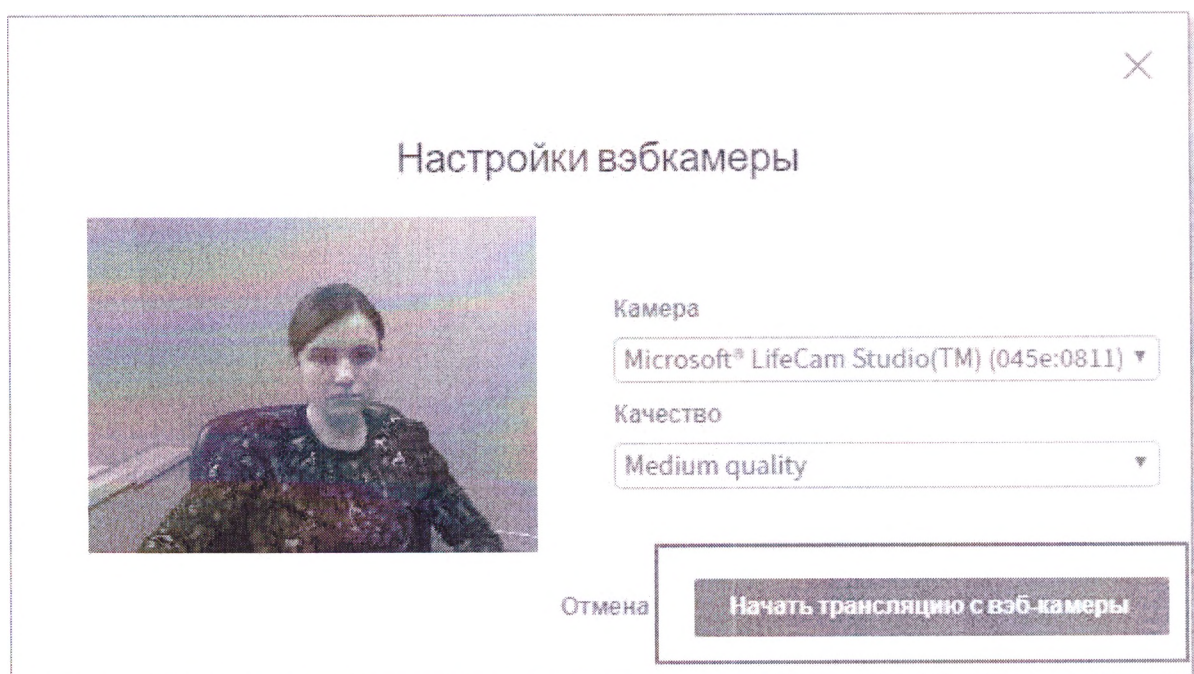 Настройки вэбкамеры
Камера
Microsoft® LifeCam Studio(TM) (045e:0811)
Качество
Medium quality
Отмена
Начать трансляцию с вэб-камеры